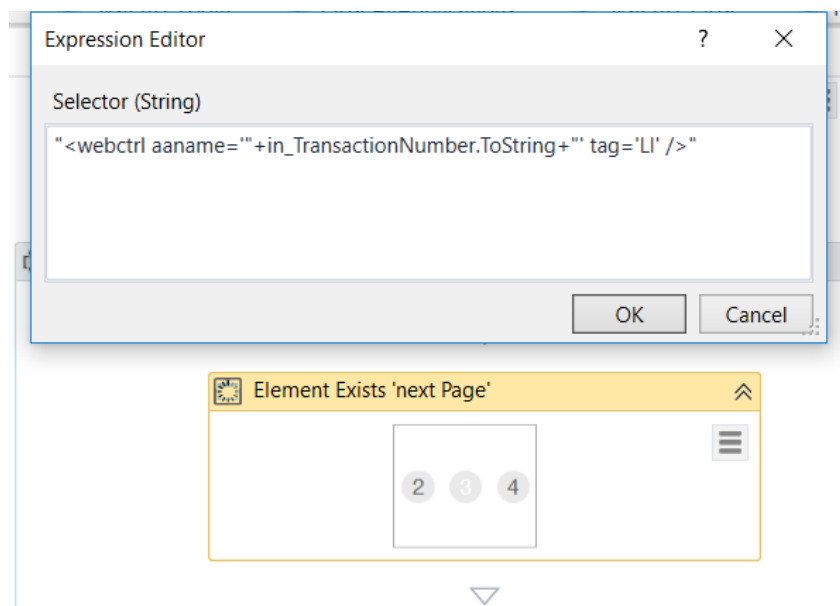 Expression Editor ?
Selector (String)
"<webctrl aaname='"+in_TransactionNumber.ToString+"' tag='LI' />"
OK Cancel
Element Exists 'next Page'
2 3 4